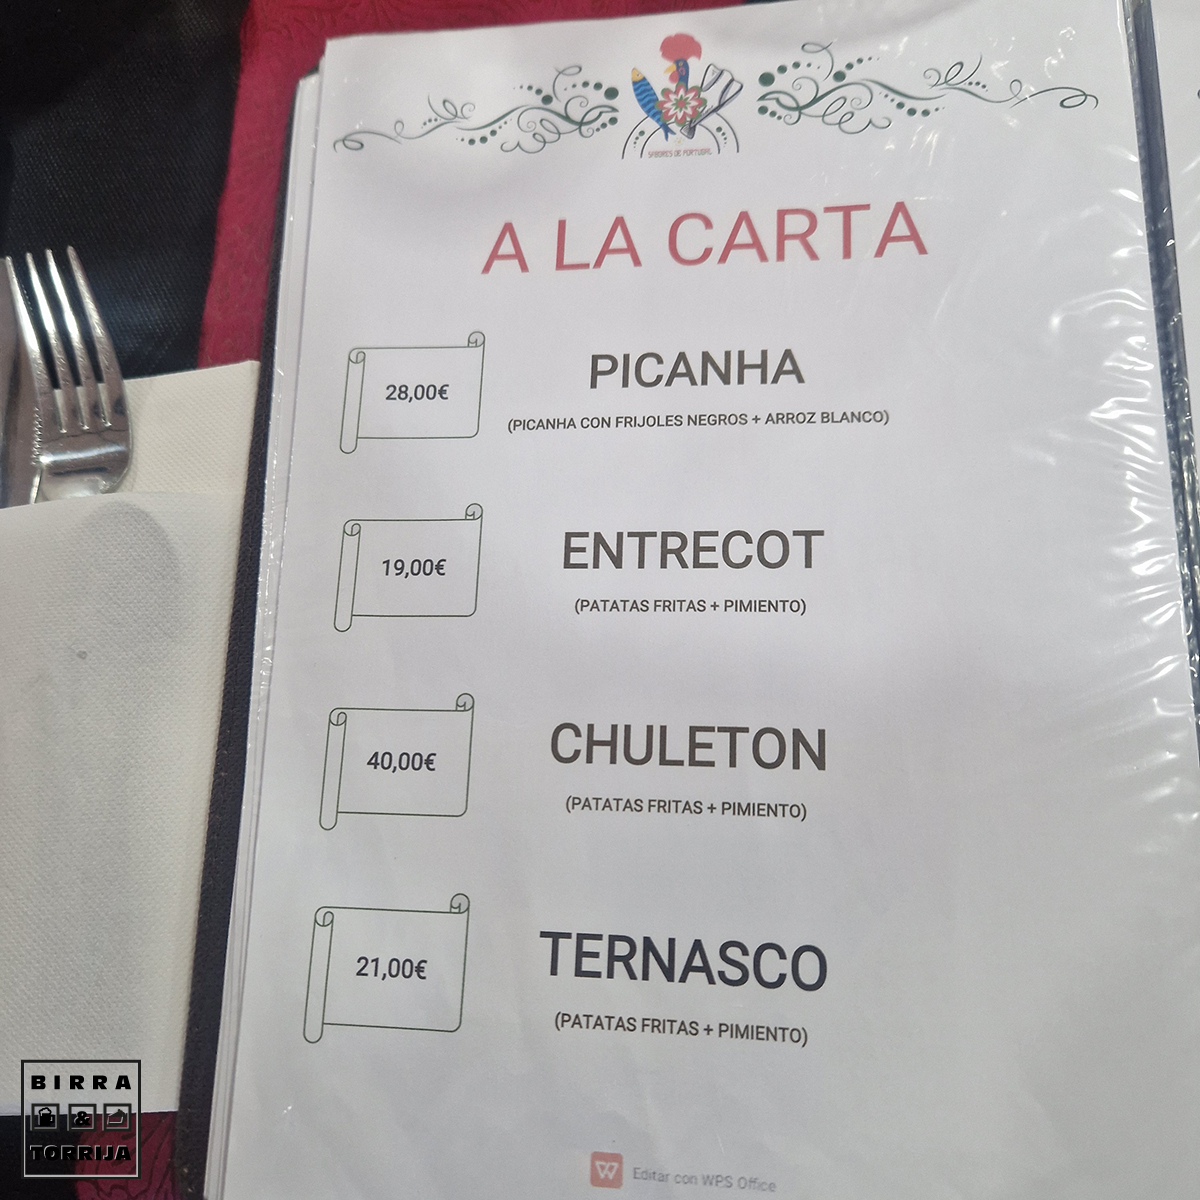 SABORES DE PORTUGAL
A LA CARTA
28,00€
PICANHA
(PICANHA CON FRIJOLES NEGROS + ARROZ BLANCO)
19,00€
ENTRECOT
(PATATAS FRITAS + PIMIENTO)
40,00€
CHULETON
(PATATAS FRITAS + PIMIENTO)
21,00€
TERNASCO
(PATATAS FRITAS + PIMIENTO)
Editar con WPS Office
BIRRA
&
TORRIJA